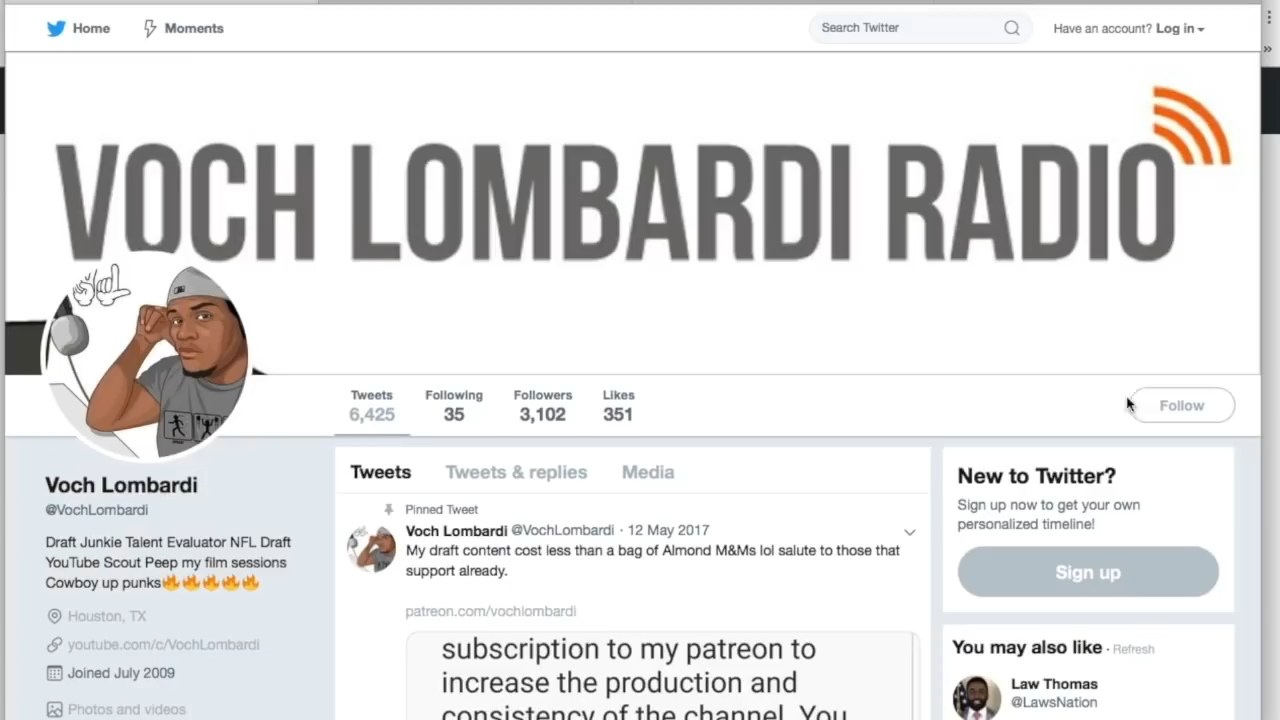 Home
Moments
Search Twitter
Have an account? Log in
»
VOCH LOMBARDI RADIO
Tweets
6,425
Following
35
Followers
3,102
Likes
351
Follow
Voch Lombardi
@VochLombardi
Draft Junkie Talent Evaluator NFL Draft
YouTube Scout Peep my film sessions
Cowboy up punks🔥🔥🔥🔥🔥
Houston, TX
youtube.com/c/VochLombardi
Joined July 2009
Photos and videos
Tweets
Tweets & replies
Media
Pinned Tweet
Voch Lombardi @VochLombardi · 12 May 2017
My draft content cost less than a bag of Almond M&Ms lol salute to those that
support already.
patreon.com/vochlombardi
subscription to my patreon to
increase the production and
consistency of the channel. You
New to Twitter?
Sign up now to get your own
personalized timeline!
Sign up
You may also like · Refresh
Law Thomas
@LawsNation